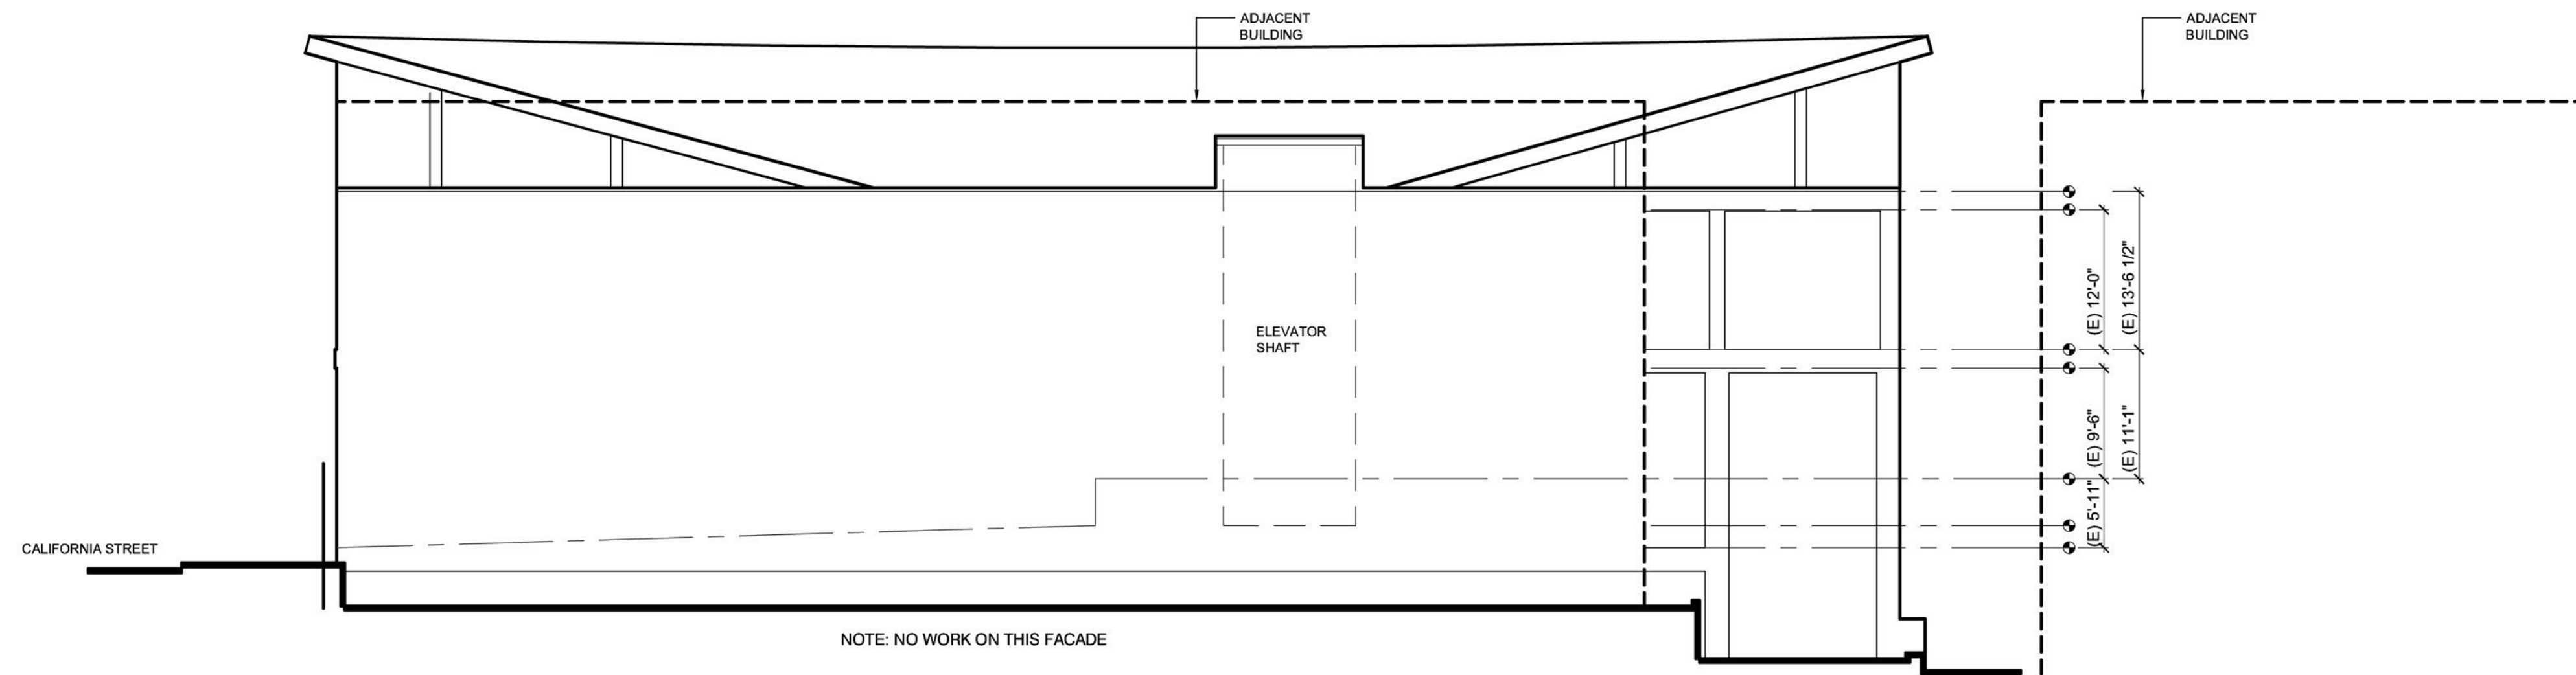 ADJACENT
BUILDING
ADJACENT
BUILDING
(E) 12'-0"
(E) 13'-6 1/2"
ELEVATOR
SHAFT
(E) 9'-6"
(E) 11'-1"
(E) 5'-11"
CALIFORNIA STREET
NOTE: NO WORK ON THIS FACADE